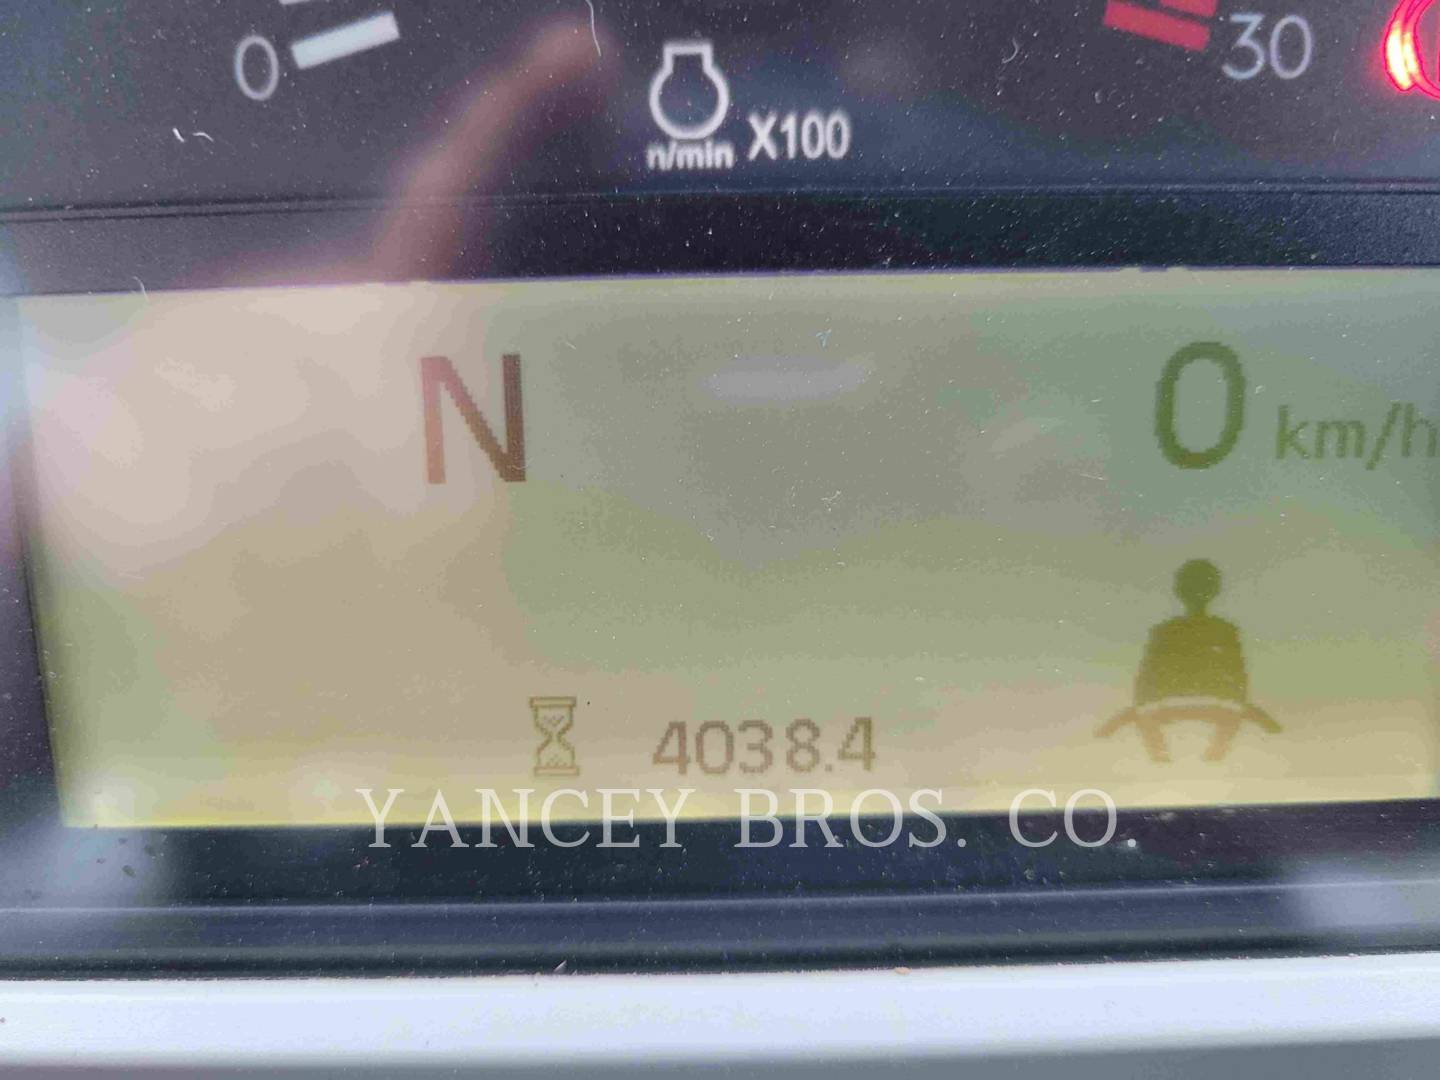 0
30
n/min X100
N
0 km/h
4038.4
YANCEY BROS. CO.